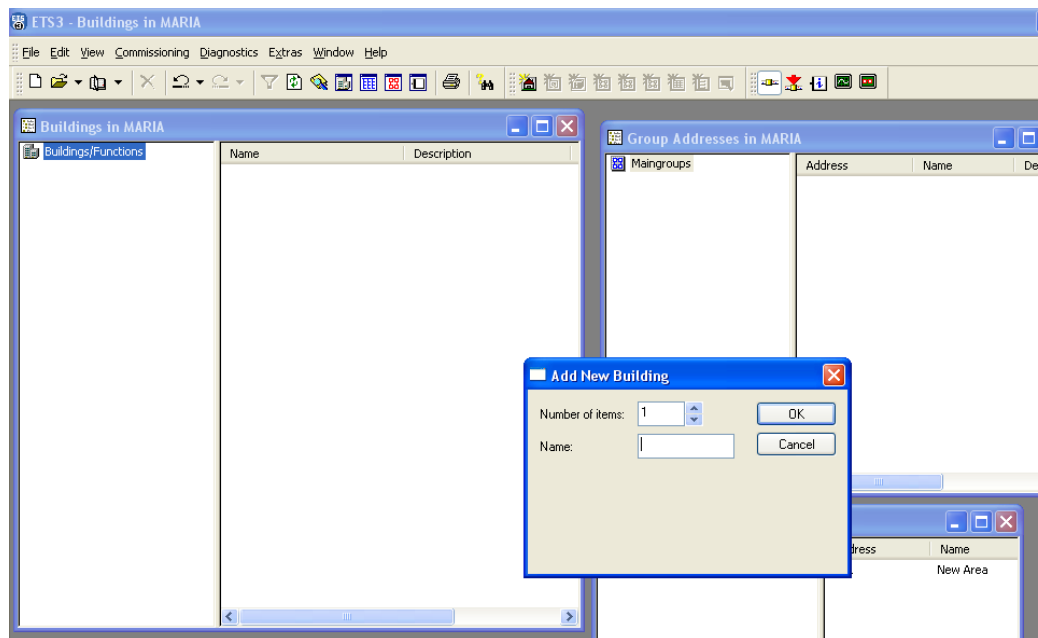 ETS3 - Buildings in MARIA
File Edit View Commissioning Diagnostics Extras Window Help
Buildings in MARIA
Buildings/Functions
Name Description
Group Addresses in MARIA
Maingroups
Address Name De
Add New Building
Number of items: 1 OK
Name: Cancel
dress Name
New Area